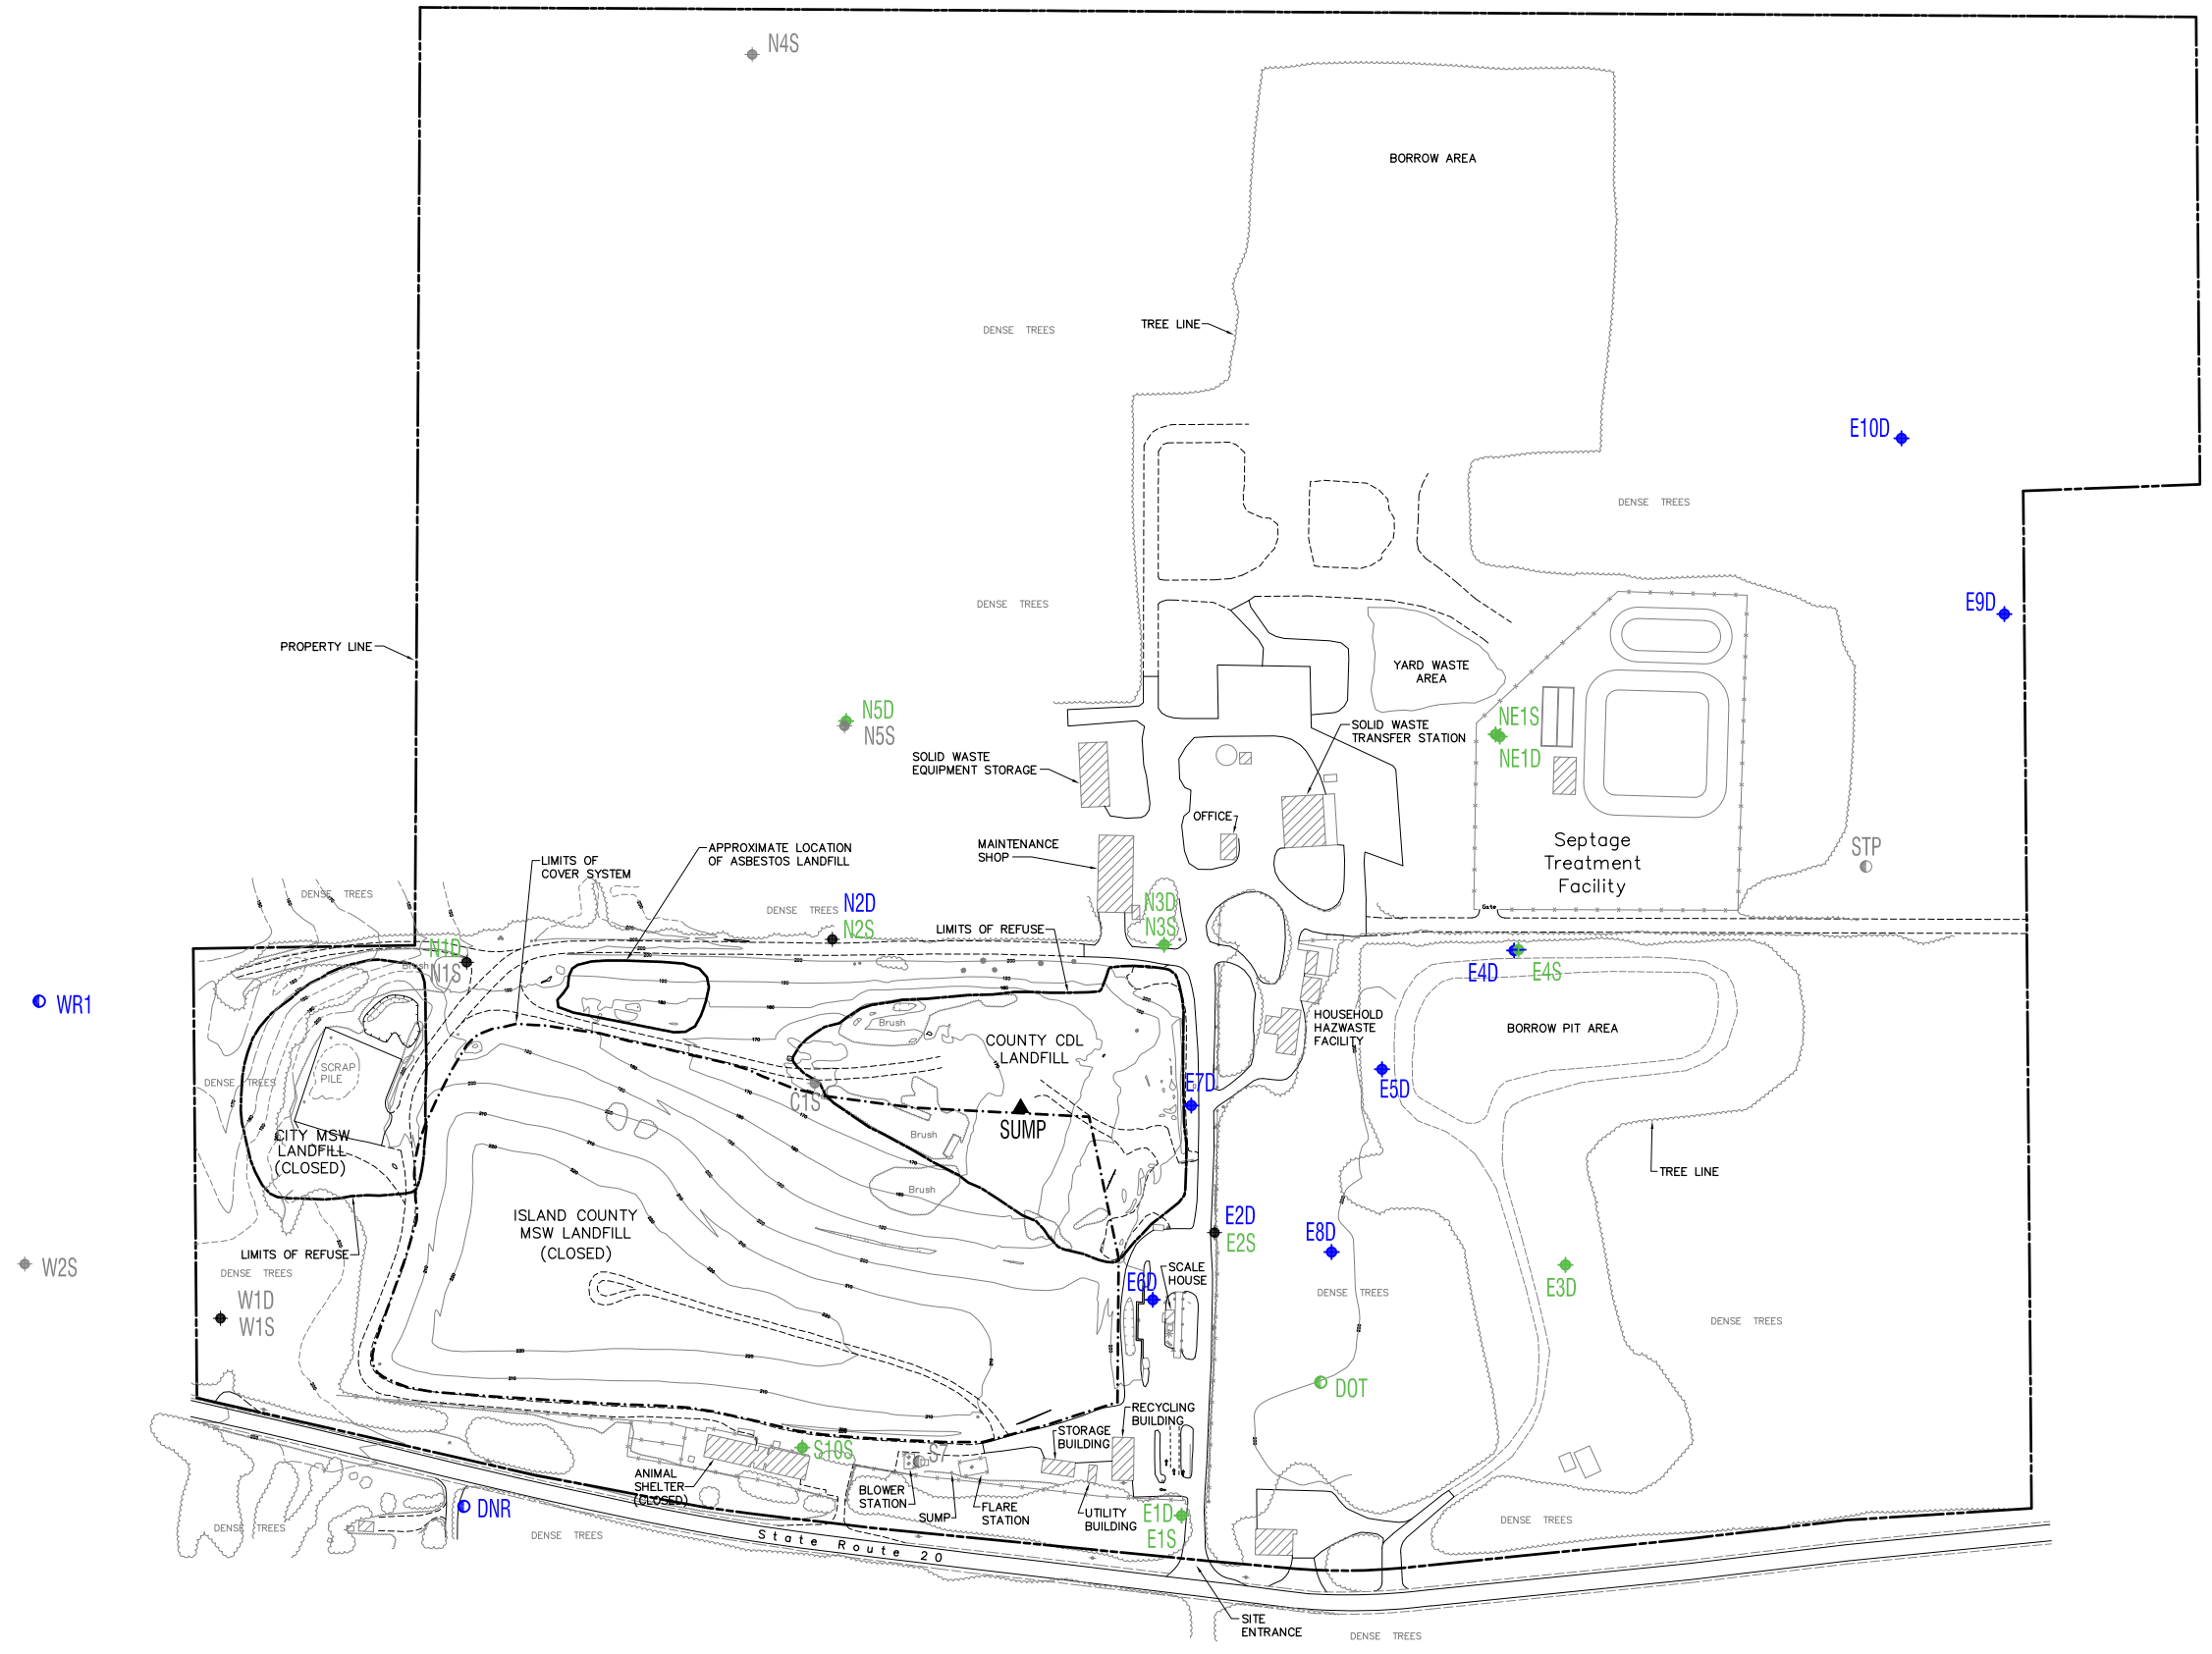 N4S
BORROW AREA
TREE LINE
DENSE TREES
E10D
DENSE TREES
E9D
DENSE TREES
PROPERTY LINE
YARD WASTE
AREA
N5D
N5S
NE1S
NE1D
SOLID WASTE
TRANSFER STATION
SOLID WASTE
EQUIPMENT STORAGE
OFFICE
MAINTENANCE
SHOP
Septage
Treatment
Facility
STP
APPROXIMATE LOCATION
OF ASBESTOS LANDFILL
LIMITS OF
COVER SYSTEM
DENSE TREES
DENSE TREES
N2D
N2S
N3D
N3S
LIMITS OF REFUSE
Gate
N1D
N1S
Brush
E4D
E4S
WR1
Brush
COUNTY CDL
LANDFILL
HOUSEHOLD
HAZWASTE
FACILITY
BORROW PIT AREA
SCRAP
PILE
DENSE TREES
E7D
E5D
C1S
SUMP
Brush
CITY MSW
LANDFILL
(CLOSED)
TREE LINE
Brush
ISLAND COUNTY
MSW LANDFILL
(CLOSED)
E2D
E2S
E8D
LIMITS OF REFUSE
DENSE TREES
W2S
SCALE
HOUSE
E6D
E3D
DENSE TREES
W1D
W1S
DENSE TREES
DOT
RECYCLING
BUILDING
STORAGE
BUILDING
S10S
S7
ANIMAL
SHELTER
(CLOSED)
BLOWER
STATION
SUMP
FLARE
STATION
UTILITY
BUILDING
E1D
E1S
DNR
DENSE TREES
DENSE TREES
DENSE TREES
State Route 20
SITE
ENTRANCE
DENSE TREES